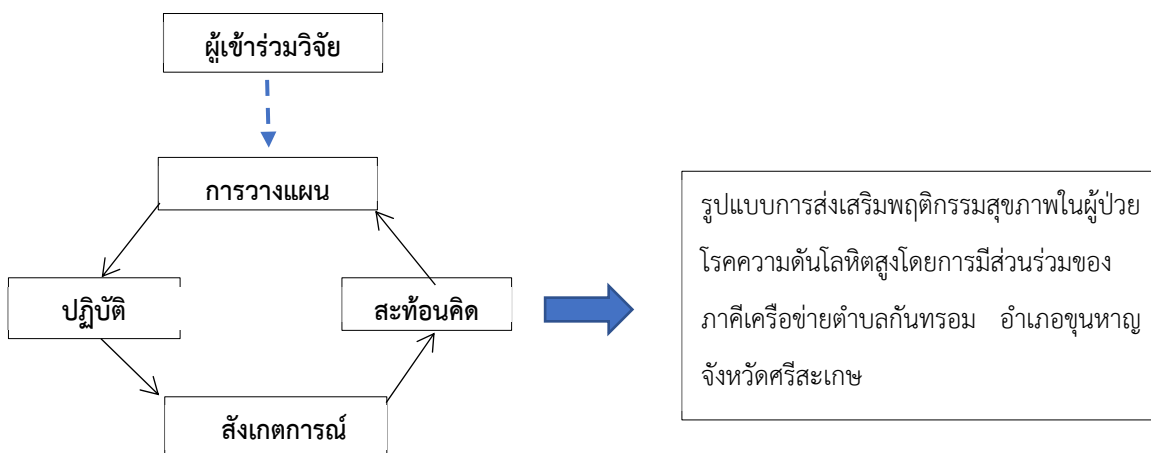 ผู้เข้าร่วมวิจัย
การวางแผน
ปฏิบัติ
สะท้อนคิด
สังเกตการณ์
รูปแบบการส่งเสริมพฤติกรรมสุขภาพในผู้ป่วย
โรคความดันโลหิตสูงโดยการมีส่วนร่วมของ
ภาคีเครือข่ายตำบลกันทรอม อำเภอขุนหาญ
จังหวัดศรีสะเกษ